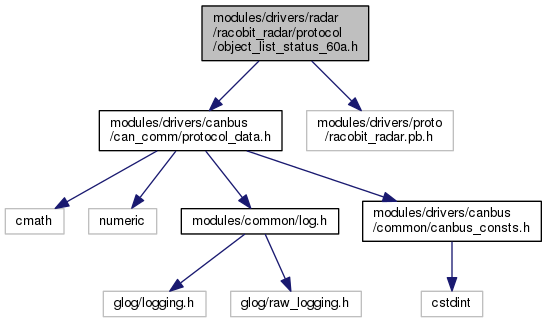 modules/drivers/radar
/racobit_radar/protocol
/object_list_status_60a.h
modules/drivers/canbus
/can_comm/protocol_data.h
modules/drivers/proto
/racobit_radar.pb.h
cmath
numeric
modules/common/log.h
modules/drivers/canbus
/common/canbus_consts.h
glog/logging.h
glog/raw_logging.h
cstdint